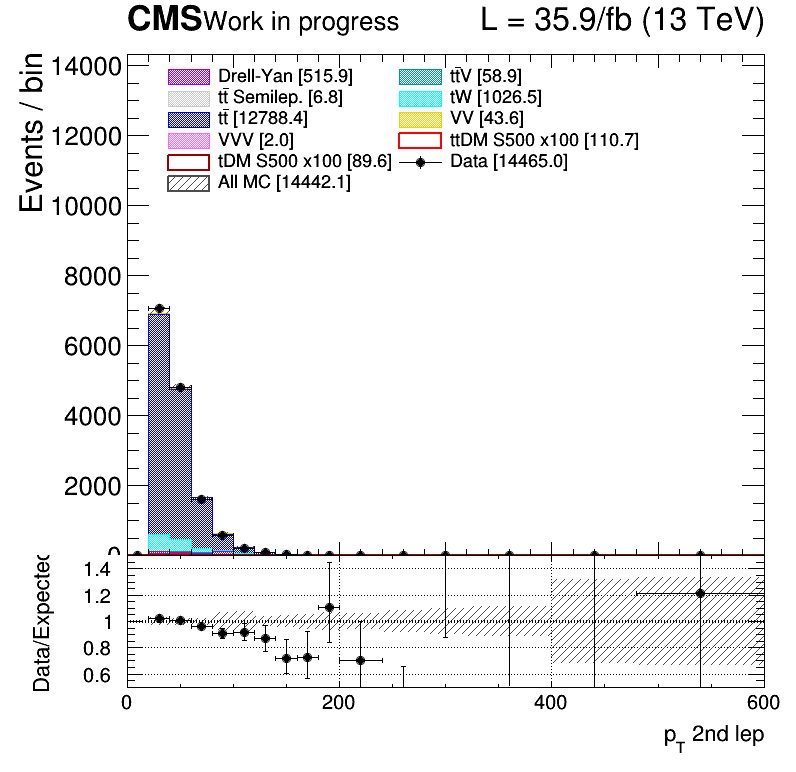 CMS Work in progress L = 35.9/fb (13 TeV)
Events / bin
14000
12000
10000
8000
6000
4000
2000
0
Drell-Yan [515.9] tt̄V [58.9]
tt̄ Semilep. [6.8] tW [1026.5]
tt̄ [12788.4] VV [43.6]
VVV [2.0] ttDM S500 x100 [110.7]
tDM S500 x100 [89.6] Data [14465.0]
All MC [14442.1]
Data/Expected
1.4
1.2
1
0.8
0.6
0 200 400 600
p_T 2nd lep